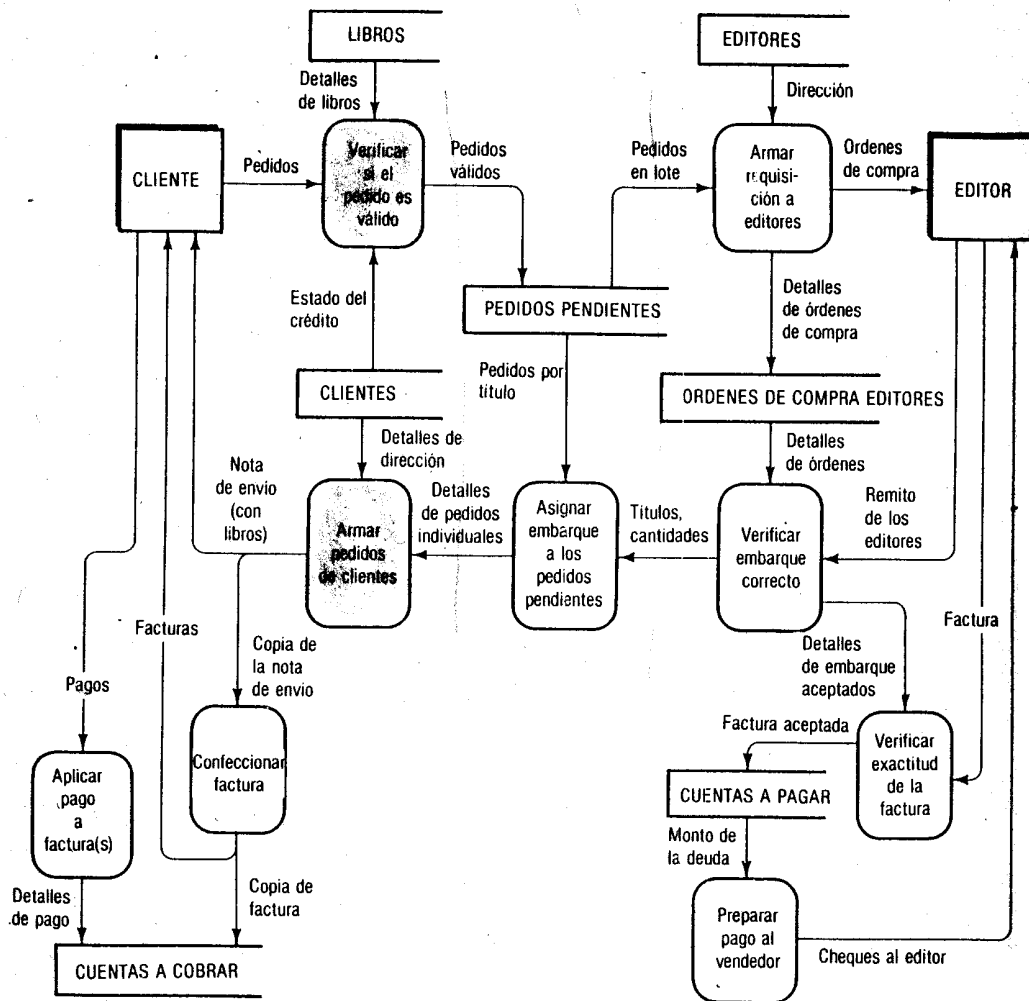 LIBROS
EDITORES
Detalles
de libros
Dirección
CLIENTE
Pedidos
Verificar
si el
pedido es
válido
Pedidos
válidos
Pedidos
en lote
Armar
requisi-
ción a
editores
Ordenes
de compra
EDITOR
Estado del
crédito
PEDIDOS PENDIENTES
Detalles
de órdenes
de compra
CLIENTES
Pedidos por
título
ORDENES DE COMPRA EDITORES
Detalles de
dirección
Detalles
de órdenes
Nota
de envio
(con
libros)
Armar
pedidos
de clientes
Detalles
de pedidos
individuales
Asignar
embarque
a los
pedidos
pendientes
Titulos,
cantidades
Verificar
embarque
correcto
Remito
de los
editores
Facturas
Factura
Copia de
la nota
de envio
Detalles
de embarque
aceptados
Pagos
Aplicar
pago
a
factura(s)
Confeccionar
factura
Factura aceptada
Verificar
exactitud
de la
factura
CUENTAS A PAGAR
Monto de
la deuda
Detalles
de pago
Copia de
factura
Preparar
pago al
vendedor
Cheques al editor
CUENTAS A COBRAR